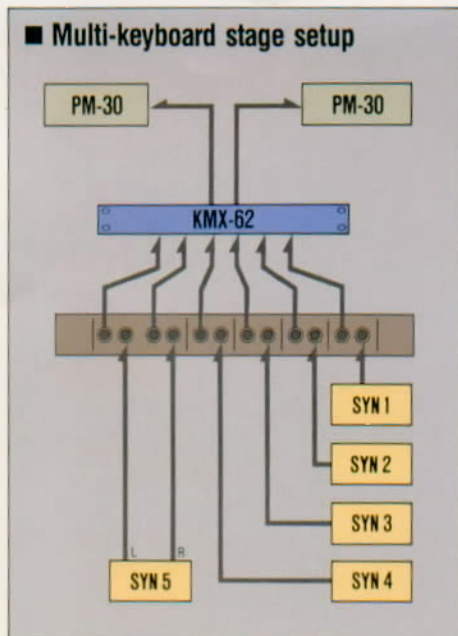 ■ Multi-keyboard stage setup
PM-30
PM-30
KMX-62
SYN 1
SYN 2
SYN 3
L
R
SYN 5
SYN 4